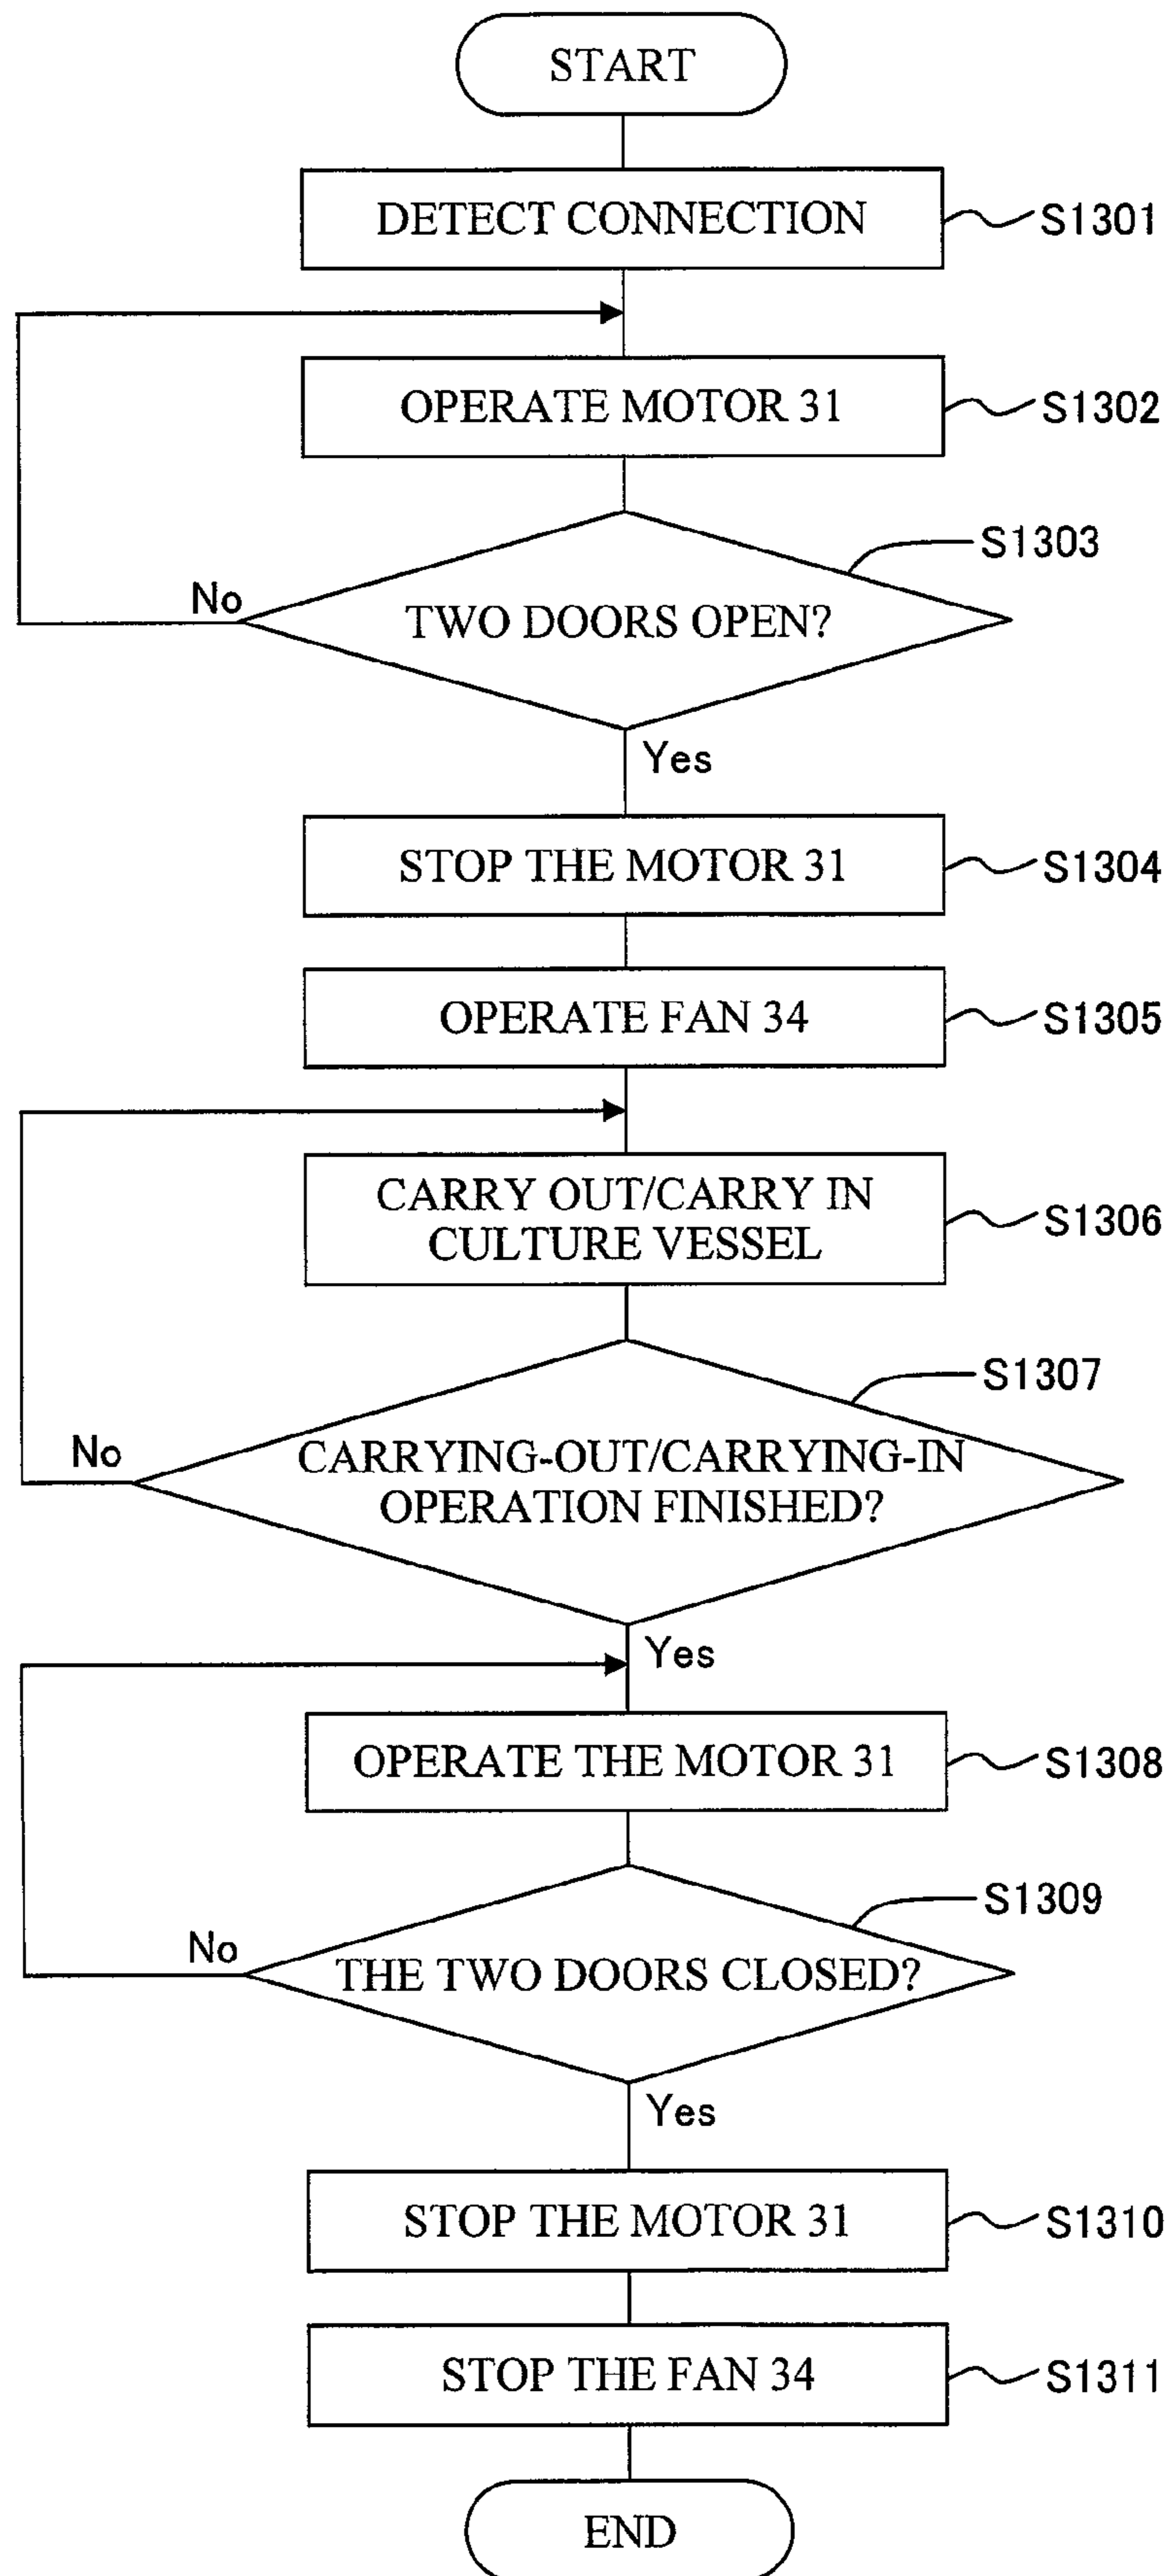 START
DETECT CONNECTION
S1301
OPERATE MOTOR 31
S1302
S1303
No
TWO DOORS OPEN?
Yes
STOP THE MOTOR 31
S1304
OPERATE FAN 34
S1305
CARRY OUT/CARRY IN
CULTURE VESSEL
S1306
S1307
No
CARRYING-OUT/CARRYING-IN
OPERATION FINISHED?
Yes
OPERATE THE MOTOR 31
S1308
S1309
No
THE TWO DOORS CLOSED?
Yes
STOP THE MOTOR 31
S1310
STOP THE FAN 34
S1311
END